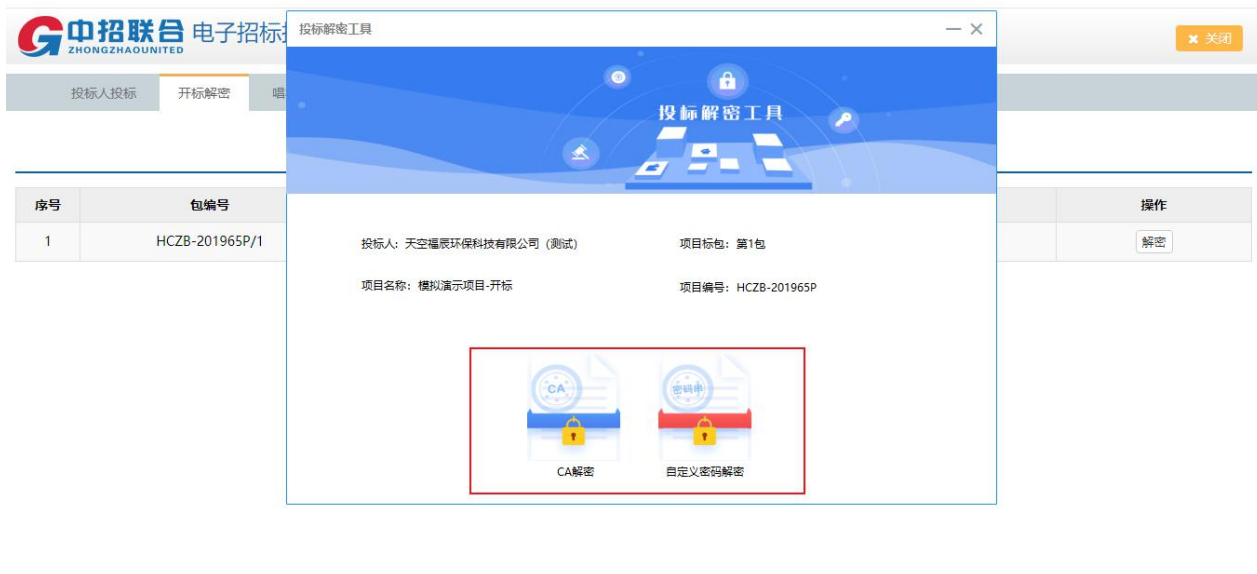 中招联合 电子招标
ZHONGZHAOUNITED
投标解密工具
× 关闭
投标人投标 开标解密 唱
投标解密工具
序号 包编号 操作
1 HCZB-201965P/1 解密
投标人：天空福辰环保科技有限公司（测试） 项目标包：第1包
项目名称：模拟演示项目-开标 项目编号：HCZB-201965P
CA 密码串
CA解密 自定义密码解密